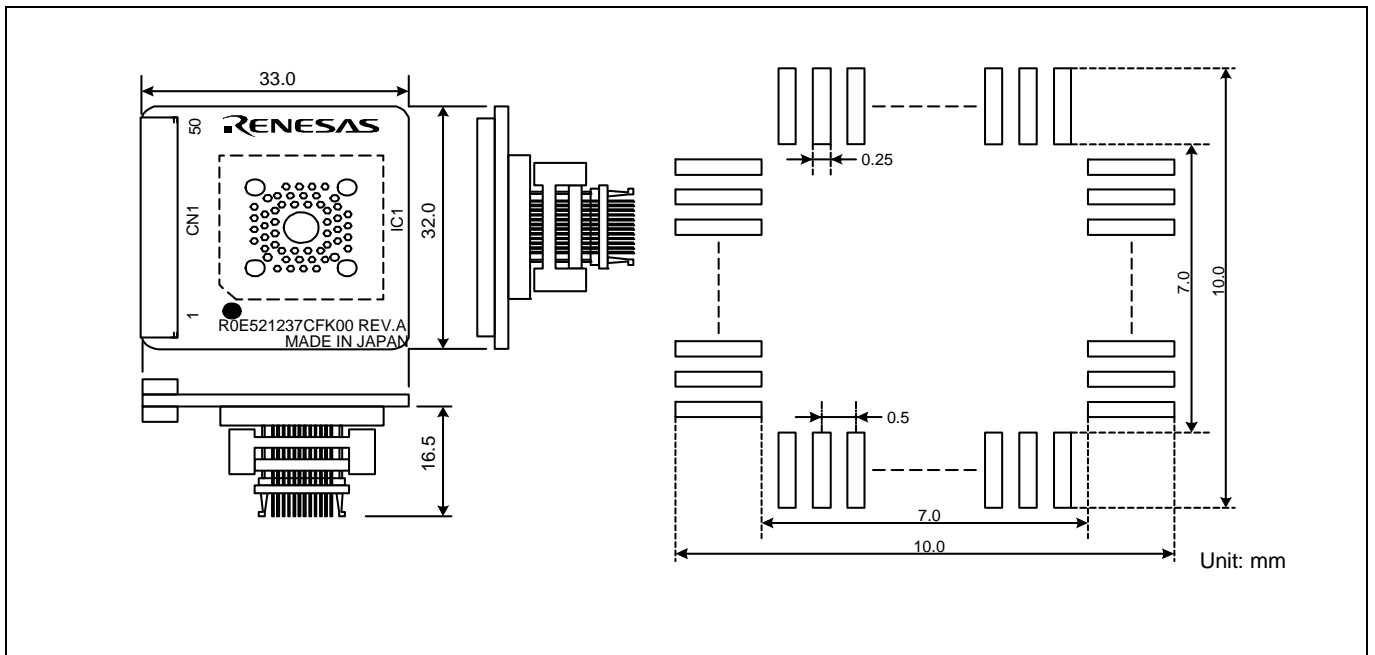 33.0
50
RENESAS
CN1
IC1
32.0
1
R0E521237CFK00 REV.A
MADE IN JAPAN
16.5
0.25
7.0
10.0
0.5
7.0
10.0
Unit: mm